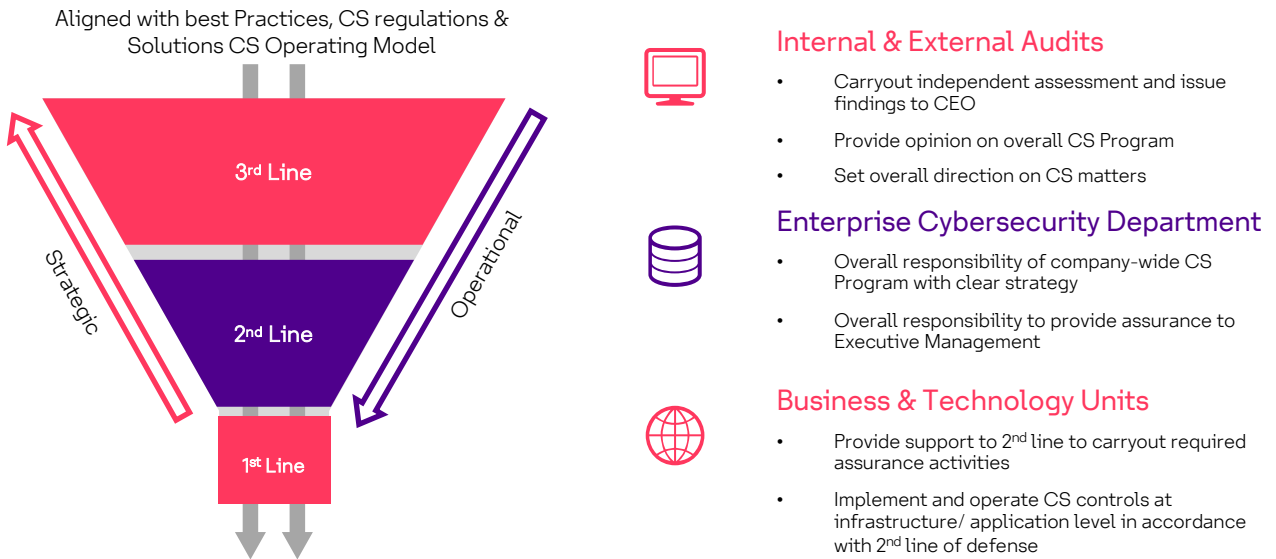 Aligned with best Practices, CS regulations &
Solutions CS Operating Model
3rd Line
2nd Line
1st Line
Strategic
Operational
Internal & External Audits
• Carryout independent assessment and issue
findings to CEO
• Provide opinion on overall CS Program
• Set overall direction on CS matters
Enterprise Cybersecurity Department
• Overall responsibility of company-wide CS
Program with clear strategy
• Overall responsibility to provide assurance to
Executive Management
Business & Technology Units
• Provide support to 2nd line to carryout required
assurance activities
• Implement and operate CS controls at
infrastructure/ application level in accordance
with 2nd line of defense